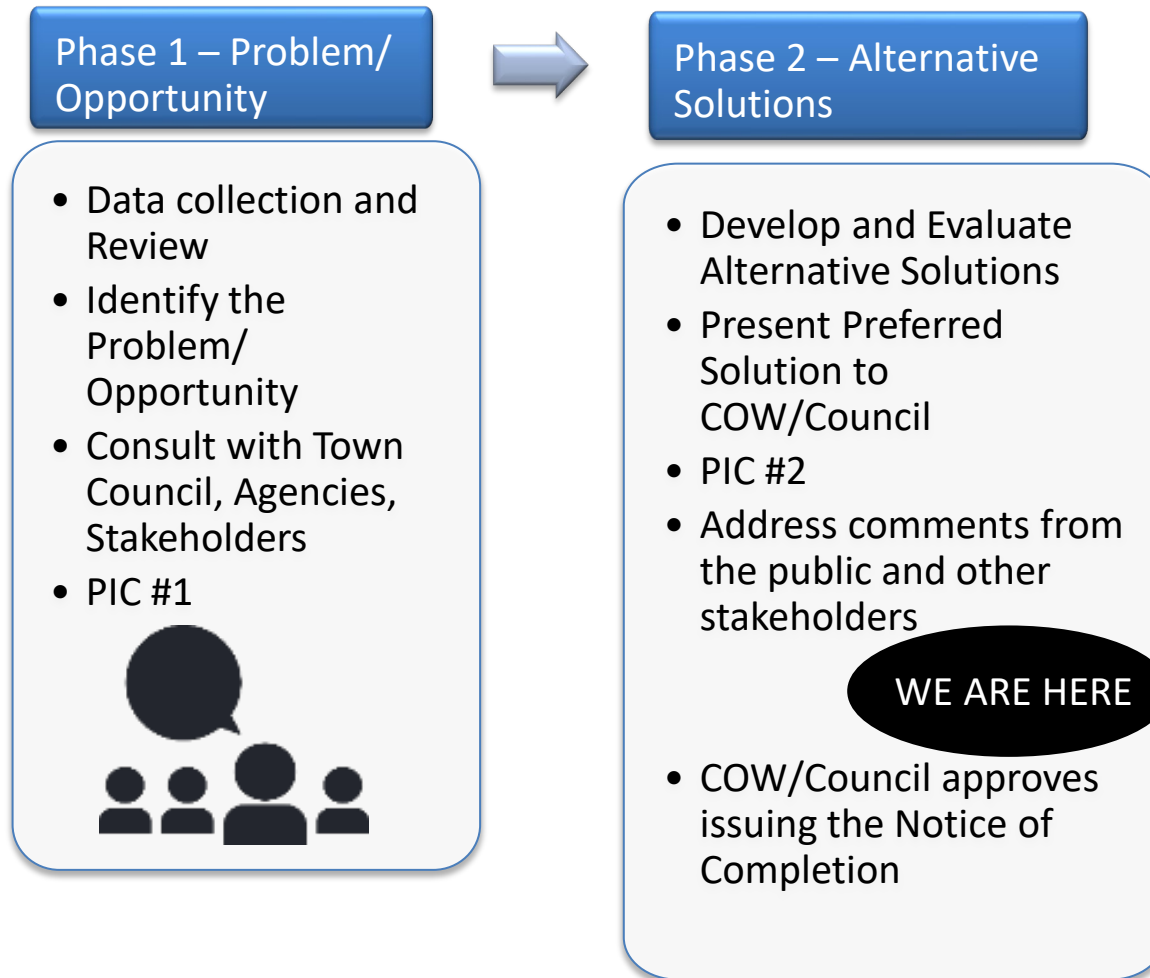 Phase 1 – Problem/
Opportunity
• Data collection and
Review
• Identify the
Problem/
Opportunity
• Consult with Town
Council, Agencies,
Stakeholders
• PIC #1
Phase 2 – Alternative
Solutions
• Develop and Evaluate
Alternative Solutions
• Present Preferred
Solution to
COW/Council
• PIC #2
• Address comments from
the public and other
stakeholders
WE ARE HERE
• COW/Council approves
issuing the Notice of
Completion